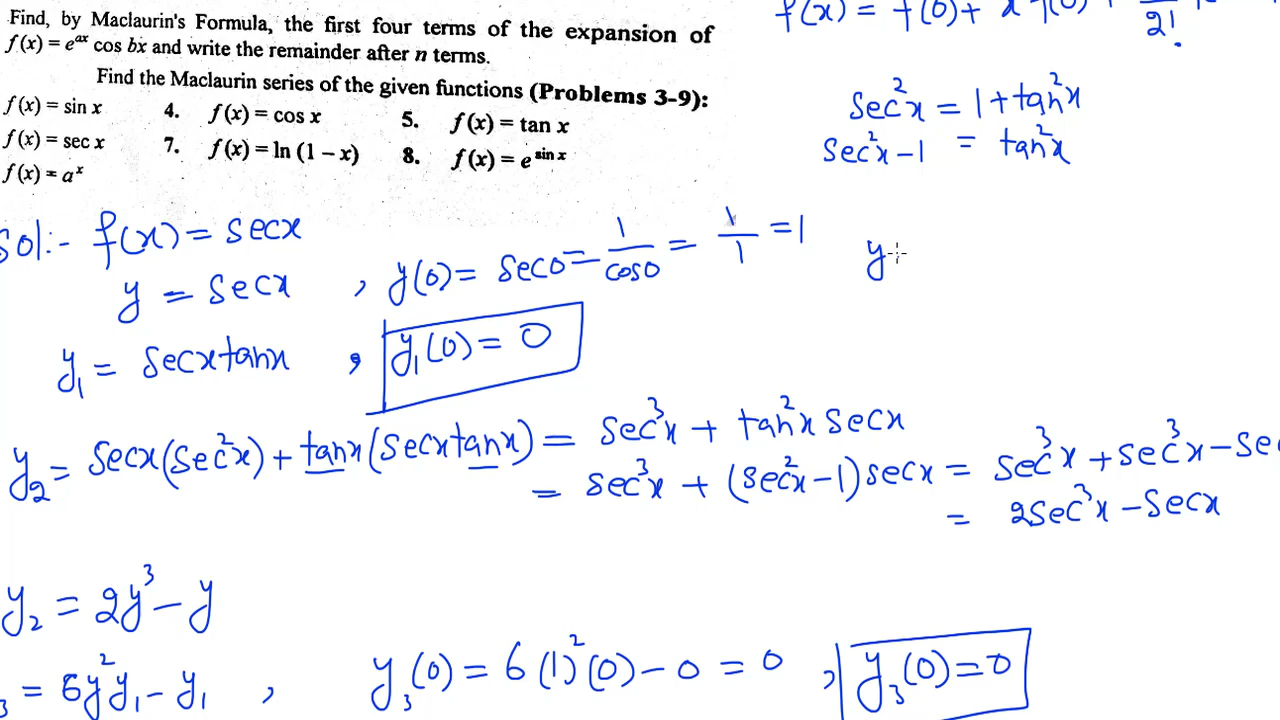 Find, by Maclaurin's Formula, the first four terms of the expansion of
f(x) = e^{ax} cos bx and write the remainder after n terms.
Find the Maclaurin series of the given functions (Problems 3-9):
f(x) = sin x 4. f(x) = cos x 5. f(x) = tan x
f(x) = sec x 7. f(x) = ln (1 – x) 8. f(x) = e^{sin x}
f(x) = a^x
f(x) = f(0) + x 2!
sec²x = 1 + tan²x
sec²x – 1 = tan²x
Sol:- f(x) = secx
y = secx , y(0) = sec0 = 1/cos0 = 1/1 = 1 y
y₁ = secxtanx , y₁(0) = 0
y₂ = secx(sec²x) + tanx(secxtanx) = sec³x + tan²x secx
= sec³x + (sec²x – 1)secx = sec³x + sec³x – se
= 2sec³x – secx
y₂ = 2y³ – y
3 = 6y²y₁ – y₁ , y₃(0) = 6(1)²(0) – 0 = 0 , y₃(0) = 0